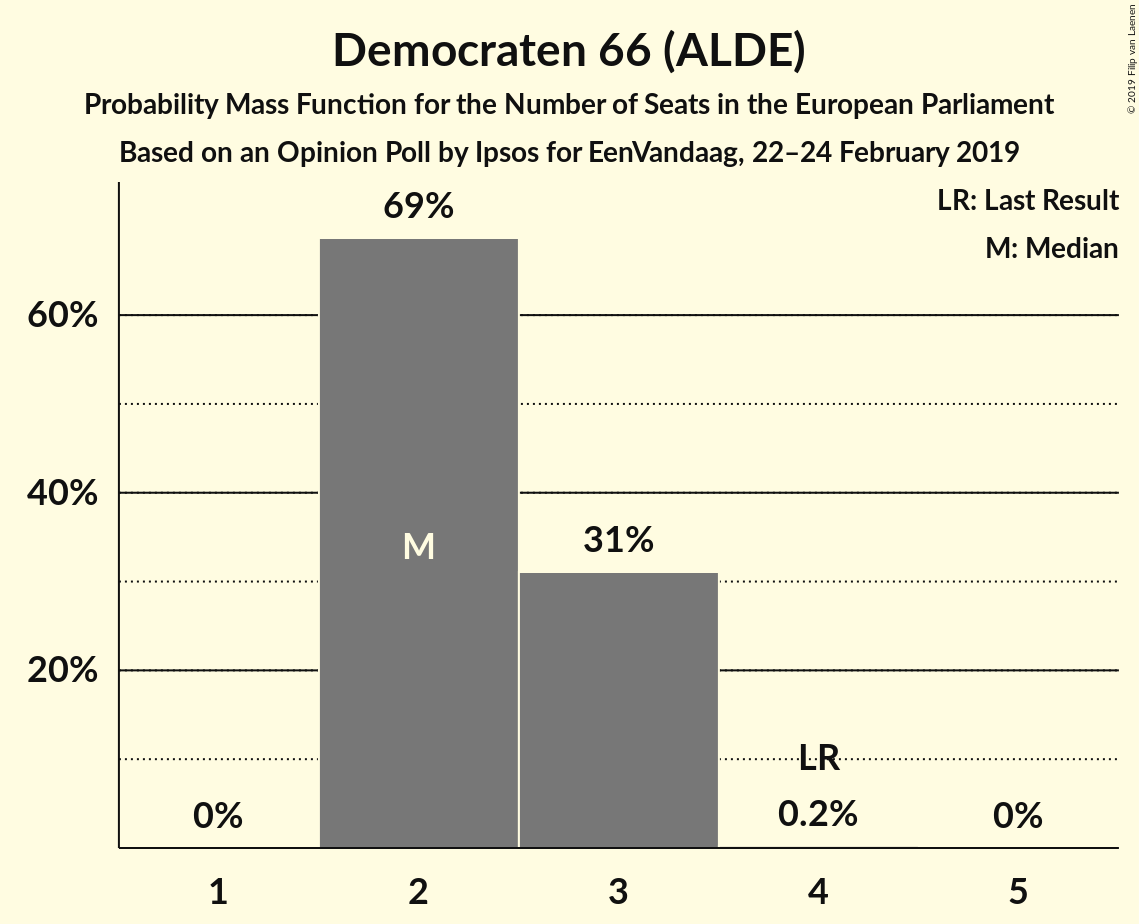 Democraten 66 (ALDE)
Probability Mass Function for the Number of Seats in the European Parliament
Based on an Opinion Poll by Ipsos for EenVandaag, 22–24 February 2019
© 2019 Filip van Laenen
LR: Last Result
M: Median
69%
60%
40%
31%
M
20%
LR
0%
0.2%
0%
1
2
3
4
5